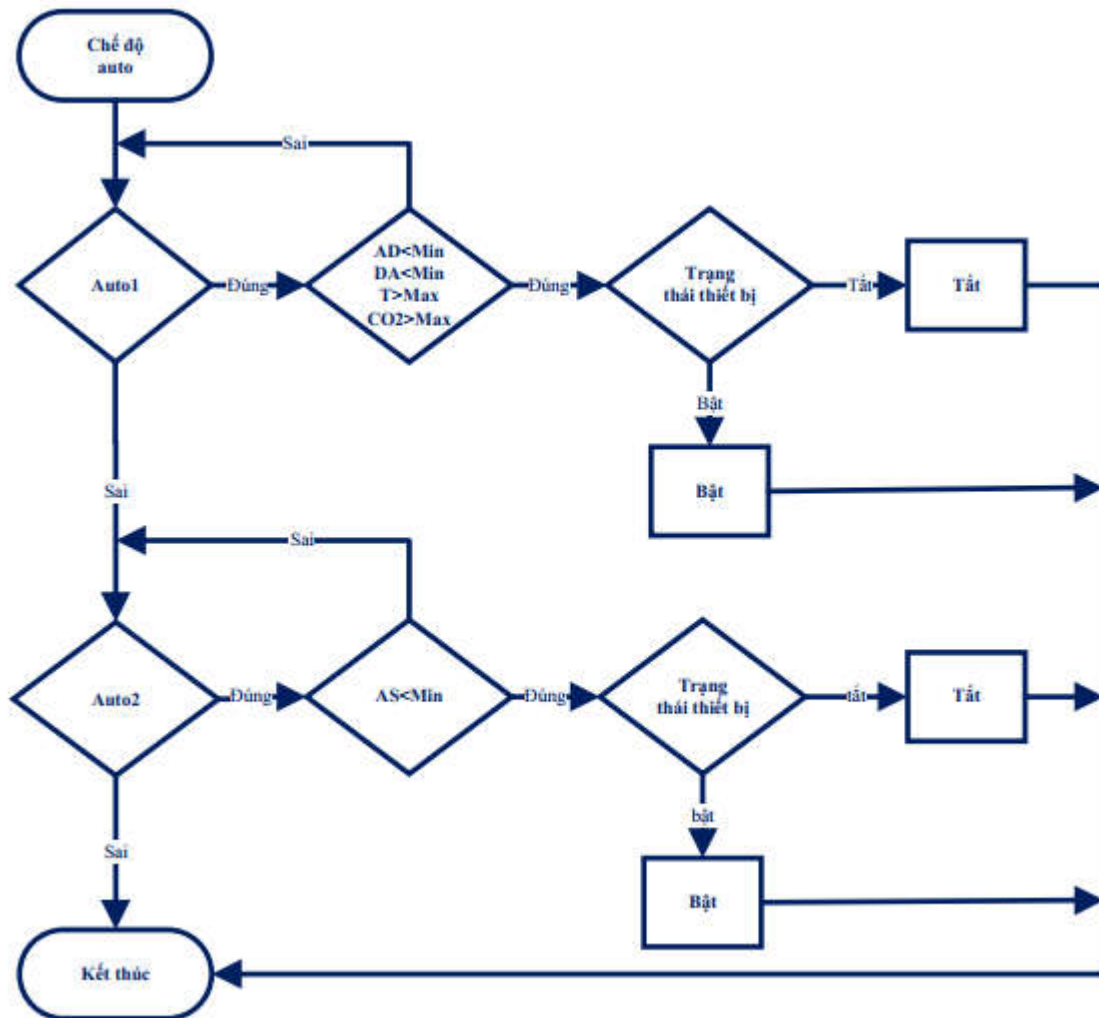 Chế độ
auto
Sai
Auto1
Đúng
AD<Min
DA<Min
T>Max
CO2>Max
Đúng
Trạng
thái thiết bị
Tắt
Tắt
Bật
Bật
Sai
Sai
Auto2
Đúng
AS<Min
Đúng
Trạng
thái thiết bị
tắt
Tắt
bật
Bật
Sai
Kết thúc